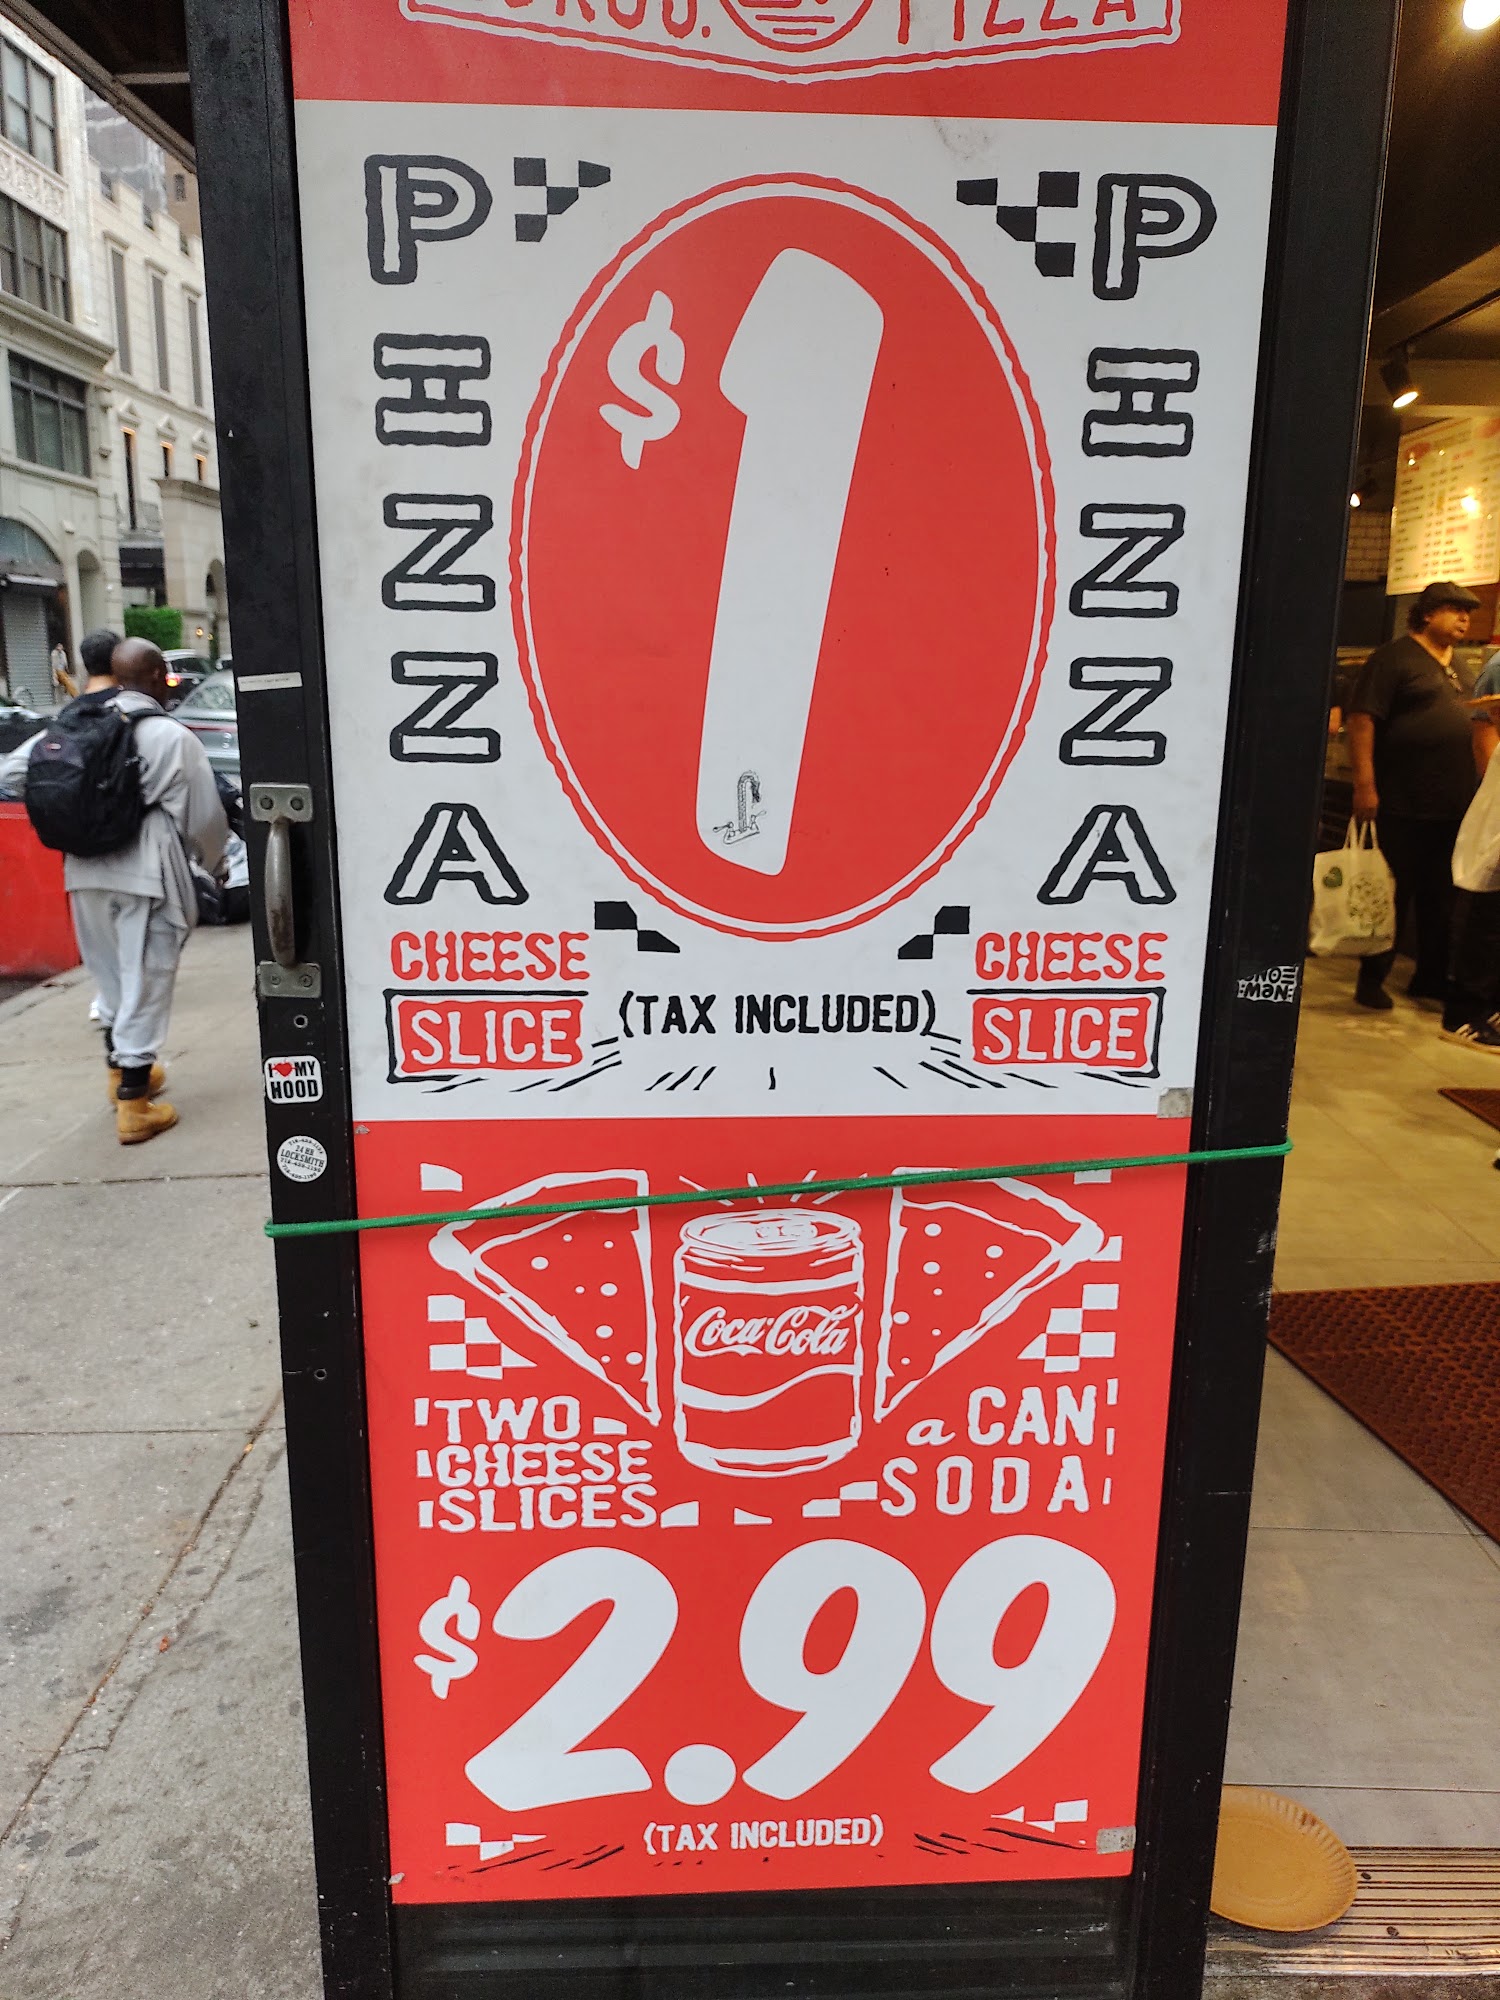 PIZZA
$1
PIZZA
CHEESE
SLICE
(TAX INCLUDED)
CHEESE
SLICE
I ❤ MY
HOOD
24 HR
LOCKSMITH
Coca-Cola
TWO
CHEESE
SLICES
a CAN
SODA
$2.99
(TAX INCLUDED)